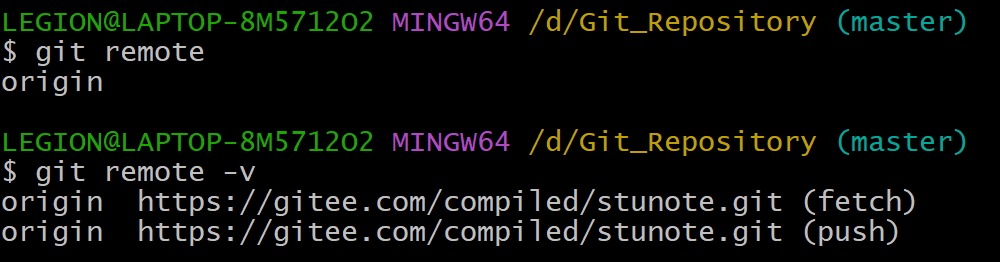 LEGION@LAPTOP-8M5712O2 MINGW64 /d/Git_Repository (master)
$ git remote
origin
LEGION@LAPTOP-8M5712O2 MINGW64 /d/Git_Repository (master)
$ git remote -v
origin  https://gitee.com/compiled/stunote.git (fetch)
origin  https://gitee.com/compiled/stunote.git (push)